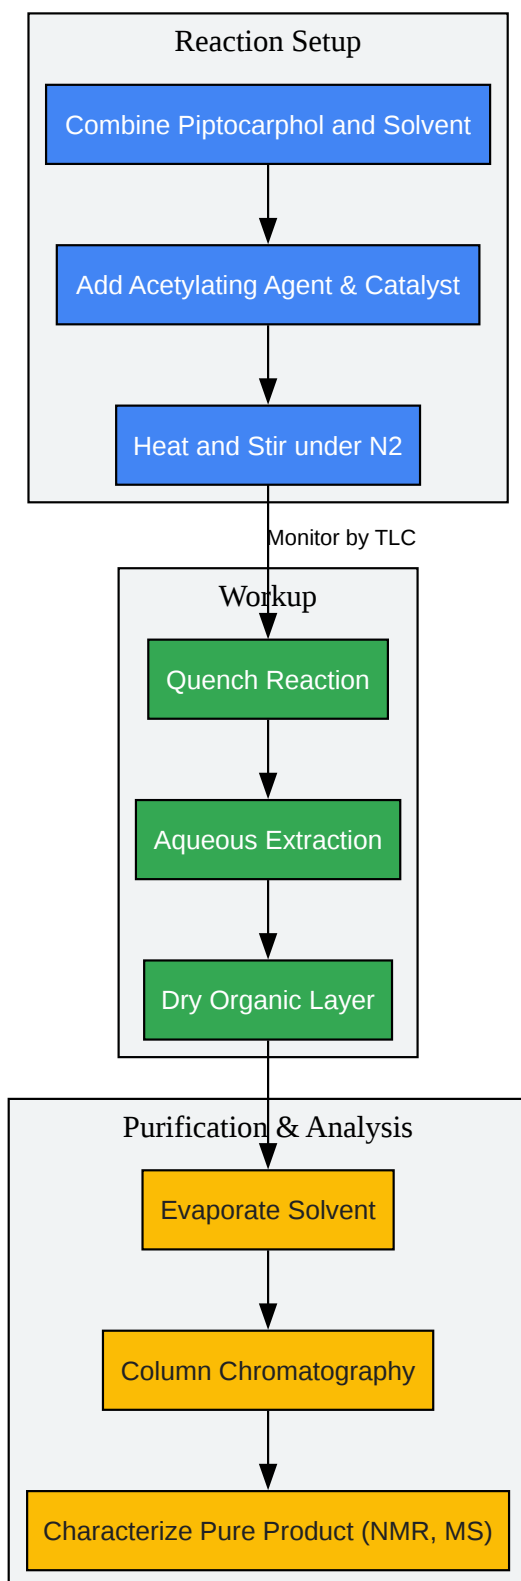 Reaction Setup
Combine Piptocarphol and Solvent
Add Acetylating Agent & Catalyst
Heat and Stir under N2
Monitor by TLC
Workup
Quench Reaction
Aqueous Extraction
Dry Organic Layer
Purification & Analysis
Evaporate Solvent
Column Chromatography
Characterize Pure Product (NMR, MS)